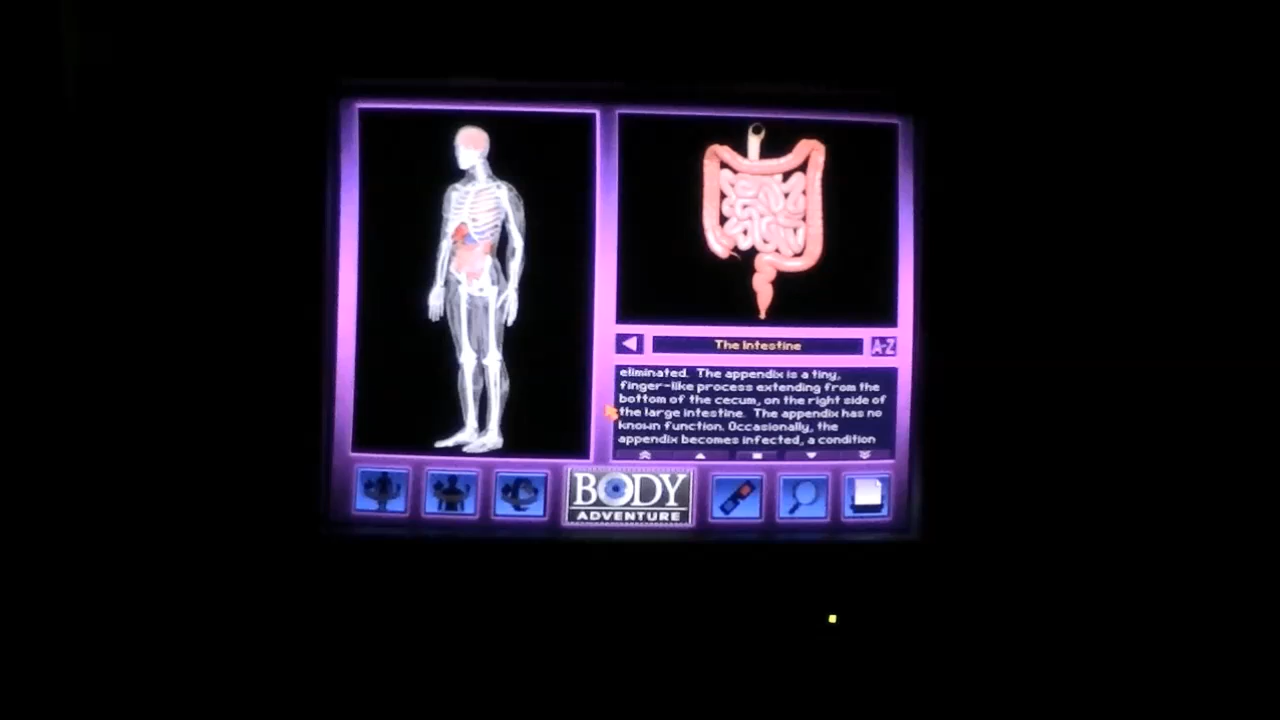 The Intestine
A-Z
eliminated. The appendix is a tiny,
finger-like process extending from the
bottom of the cecum, on the right side of
the large intestine. The appendix has no
known function. Occasionally, the
appendix becomes infected, a condition
BODY
ADVENTURE